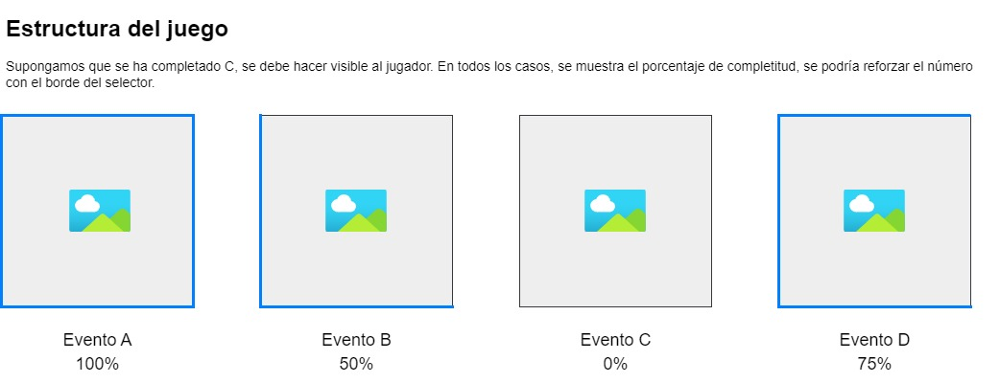 Estructura del juego
Supongamos que se ha completado C, se debe hacer visible al jugador. En todos los casos, se muestra el porcentaje de completitud, se podría reforzar el número
con el borde del selector.
Evento A
100%
Evento B
50%
Evento C
0%
Evento D
75%